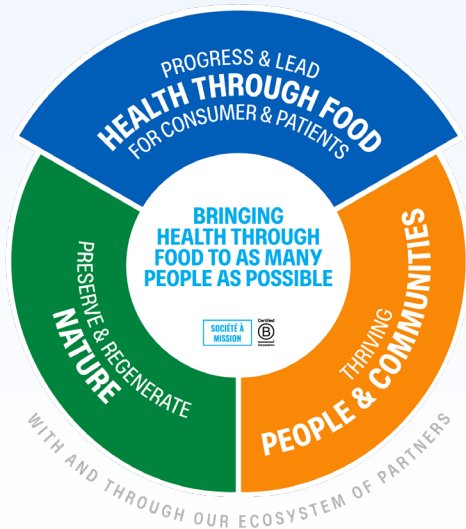 PROGRESS & LEAD
HEALTH THROUGH FOOD
FOR CONSUMER & PATIENTS
BRINGING
HEALTH THROUGH
FOOD TO AS MANY
PEOPLE AS POSSIBLE
SOCIÉTÉ À
MISSION
Certified
B
Corporation
PRESERVE & REGENERATE
NATURE
THRIVING
PEOPLE & COMMUNITIES
WITH AND THROUGH OUR ECOSYSTEM OF PARTNERS